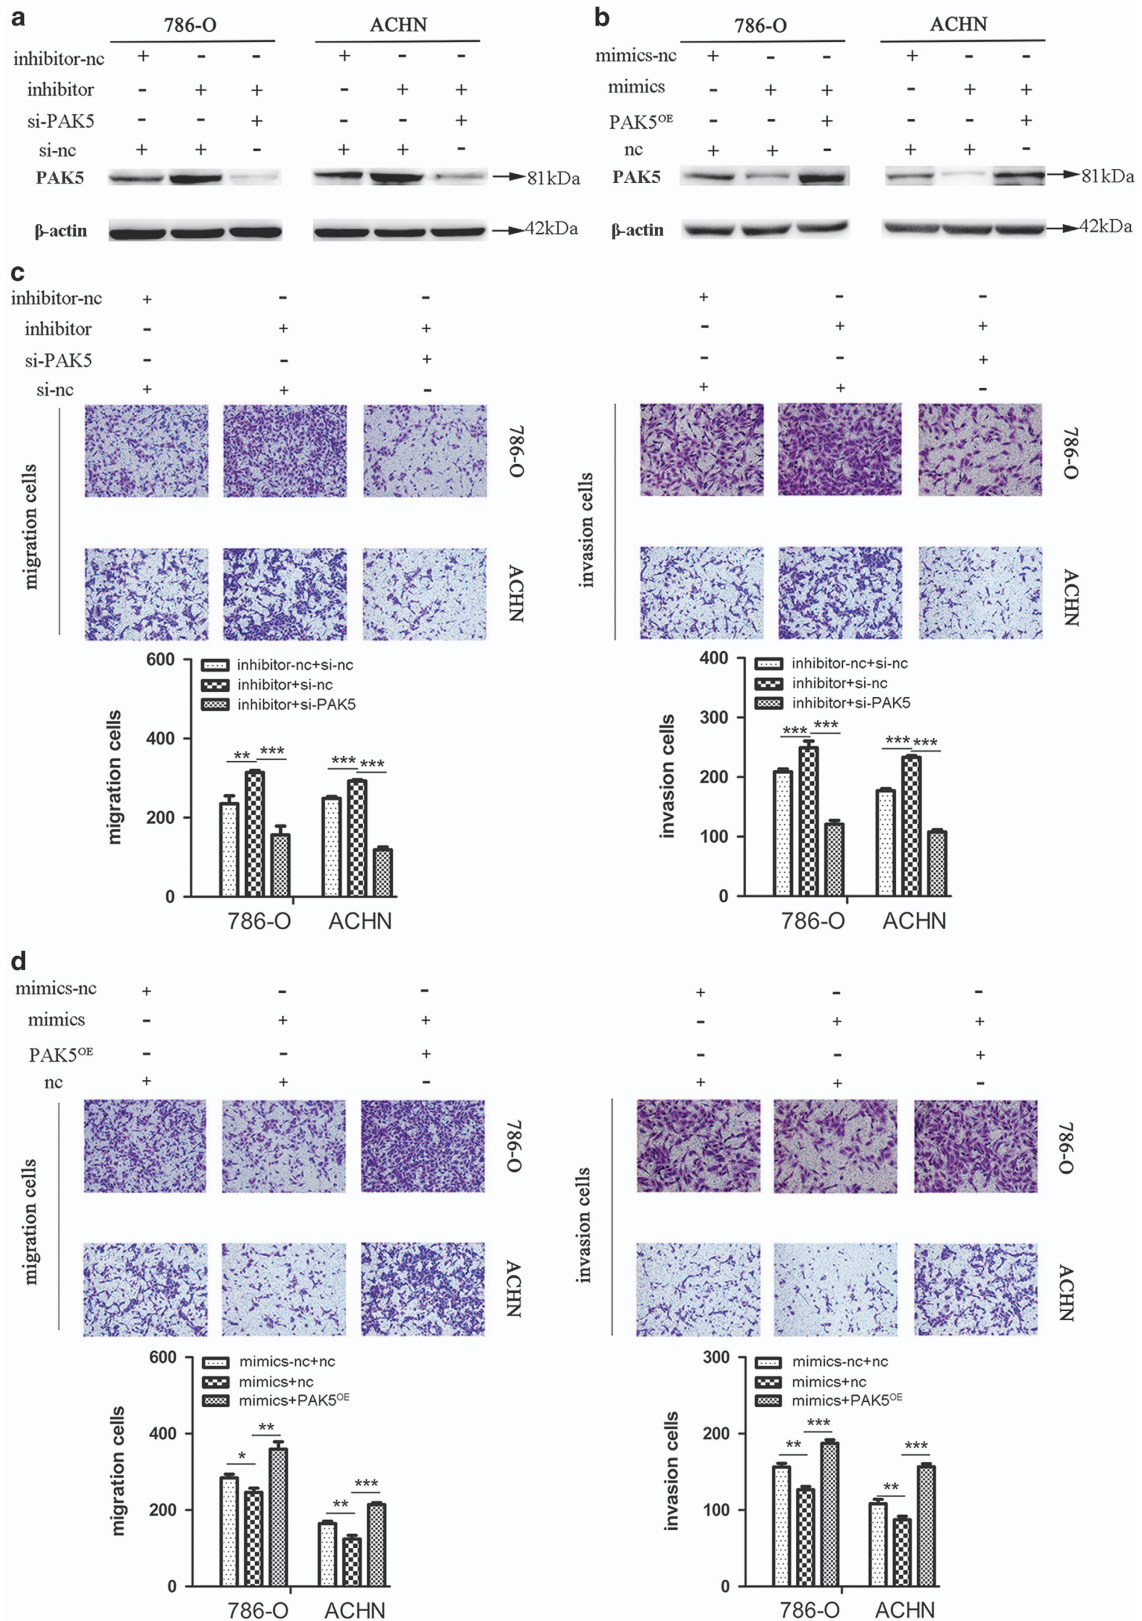 a
786-O ACHN
inhibitor-nc + - - + - -
inhibitor - + + - + +
si-PAK5 - - + - - +
si-nc + + - + + -
PAK5 81kDa
β-actin 42kDa
b
786-O ACHN
mimics-nc + - - + - -
mimics - + + - + +
PAK5OE - - + - - +
nc + + - + + -
PAK5 81kDa
β-actin 42kDa
c
inhibitor-nc + - - + - -
inhibitor - + + - + +
si-PAK5 - - + - - +
si-nc + + - + + -
migration cells
786-O
ACHN
invasion cells
786-O
ACHN
migration cells
600
400
200
0
inhibitor-nc+si-nc
inhibitor+si-nc
inhibitor+si-PAK5
** *** *** ***
786-O ACHN
invasion cells
400
300
200
100
0
inhibitor-nc+si-nc
inhibitor+si-nc
inhibitor+si-PAK5
*** *** *** ***
786-O ACHN
d
mimics-nc + - - + - -
mimics - + + - + +
PAK5OE - - + - - +
nc + + - + + -
migration cells
786-O
ACHN
invasion cells
786-O
ACHN
migration cells
600
400
200
0
mimics-nc+nc
mimics+nc
mimics+PAK5OE
* ** ** ***
786-O ACHN
invasion cells
300
200
100
0
mimics-nc+nc
mimics+nc
mimics+PAK5OE
** *** ** ***
786-O ACHN